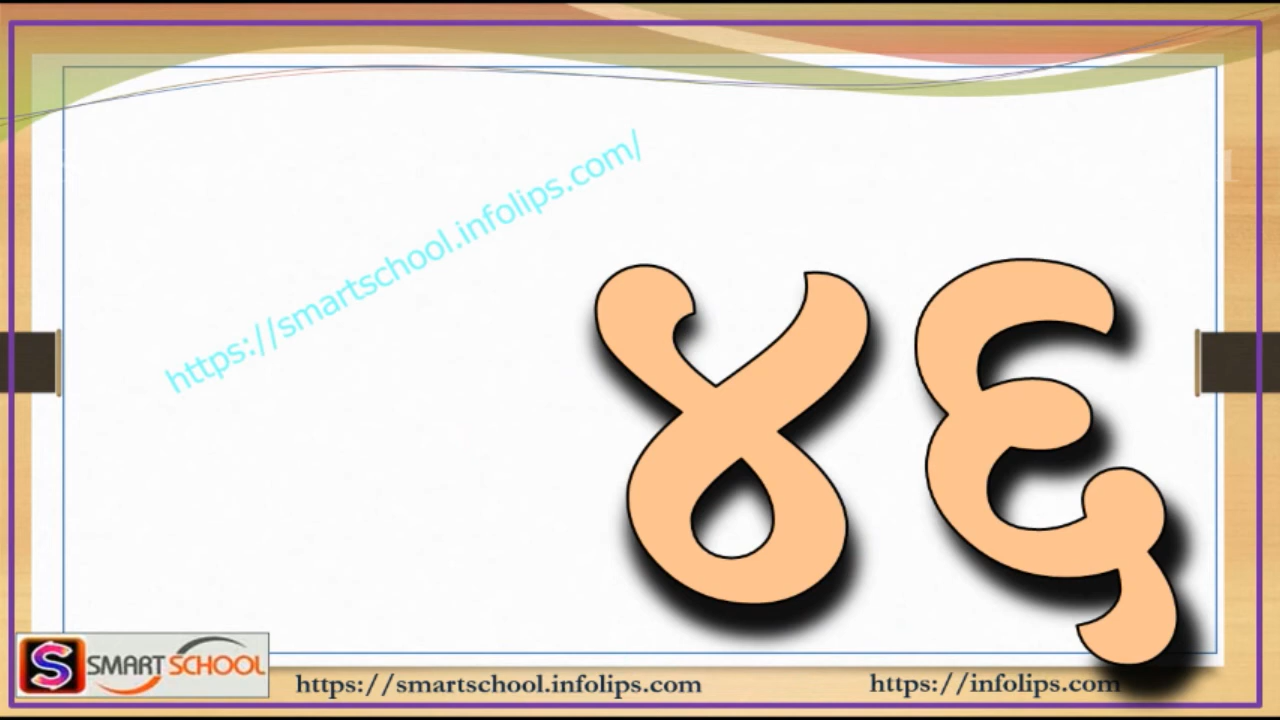 https://smartschool.infolips.com/
૪૬
SMART SCHOOL
https://smartschool.infolips.com
https://infolips.com